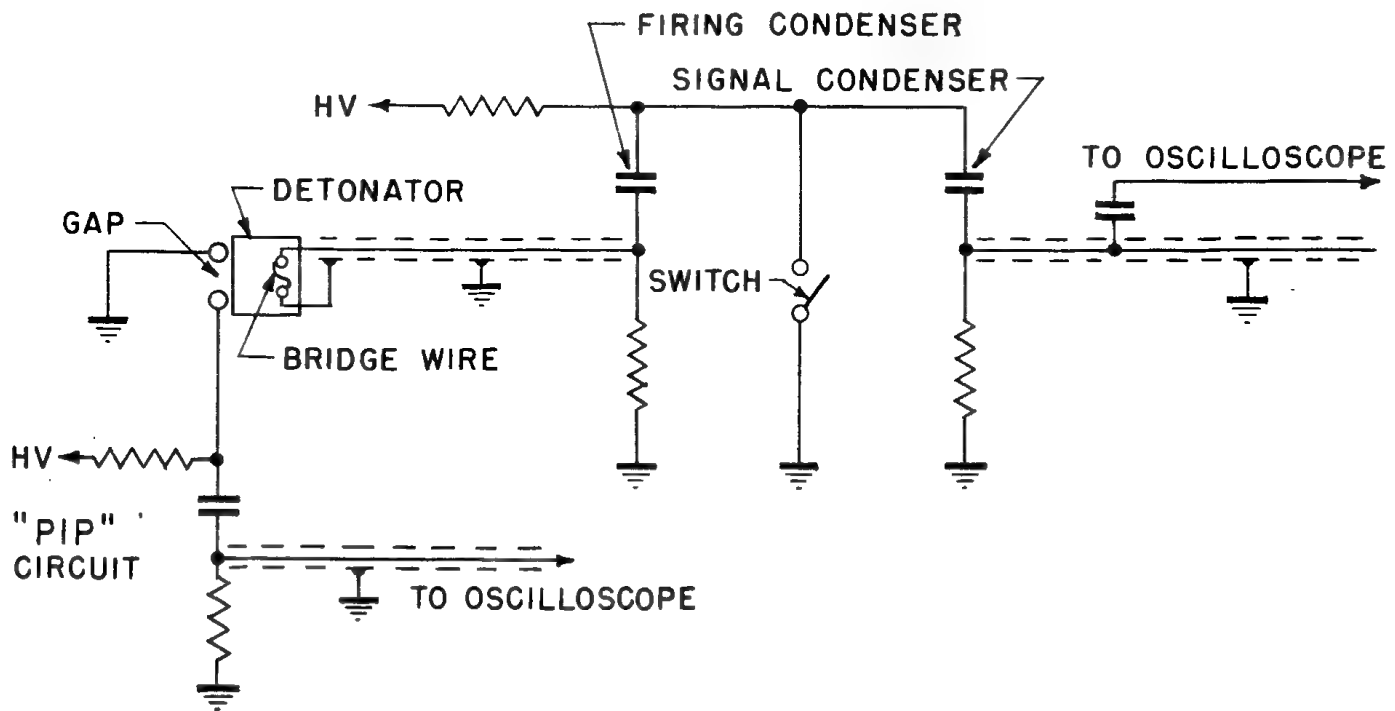 FIRING CONDENSER
SIGNAL CONDENSER
HV
TO OSCILLOSCOPE
DETONATOR
GAP
SWITCH
BRIDGE WIRE
HV
"PIP"
CIRCUIT
TO OSCILLOSCOPE